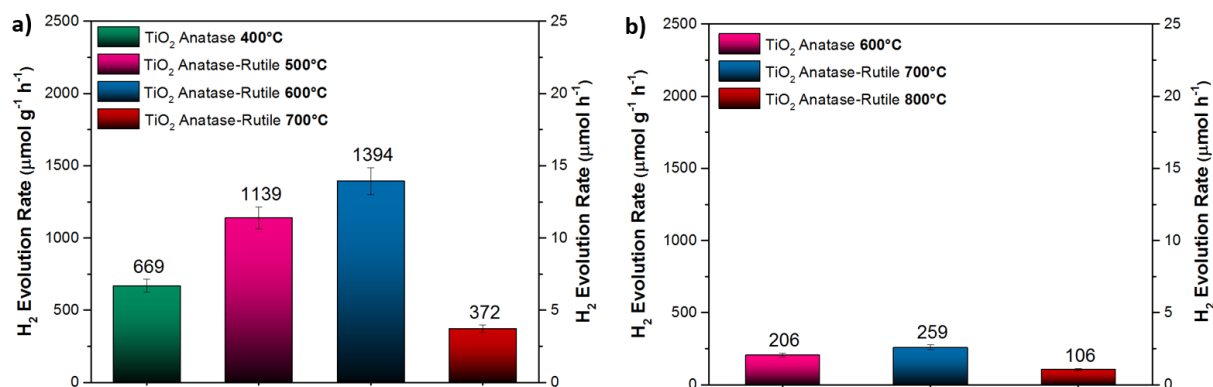 a)
H₂ Evolution Rate (μmol g⁻¹ h⁻¹)
2500
2000
1500
1000
500
0
TiO₂ Anatase 400°C
TiO₂ Anatase-Rutile 500°C
TiO₂ Anatase-Rutile 600°C
TiO₂ Anatase-Rutile 700°C
669
1139
1394
372
25
20
15
10
5
0
H₂ Evolution Rate (μmol h⁻¹)
b)
H₂ Evolution Rate (μmol g⁻¹ h⁻¹)
2500
2000
1500
1000
500
0
TiO₂ Anatase 600°C
TiO₂ Anatase-Rutile 700°C
TiO₂ Anatase-Rutile 800°C
206
259
106
25
20
15
10
5
0
H₂ Evolution Rate (μmol h⁻¹)